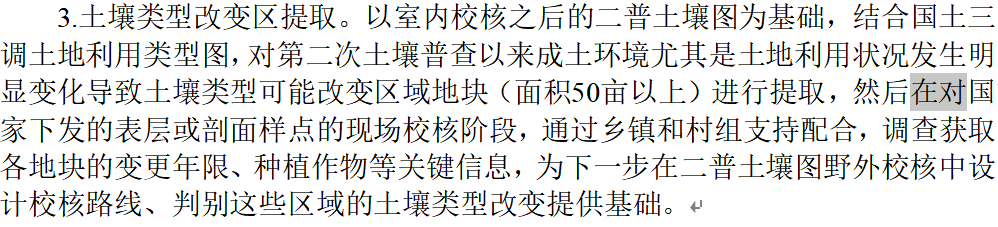 3.土壤类型改变区提取。以室内校核之后的二普土壤图为基础，结合国土三
调土地利用类型图，对第二次土壤普查以来成土环境尤其是土地利用状况发生明
显变化导致土壤类型可能改变区域地块（面积50亩以上）进行提取，然后在对国
家下发的表层或剖面样点的现场校核阶段，通过乡镇和村组支持配合，调查获取
各地块的变更年限、种植作物等关键信息，为下一步在二普土壤图野外校核中设
计校核路线、判别这些区域的土壤类型改变提供基础。